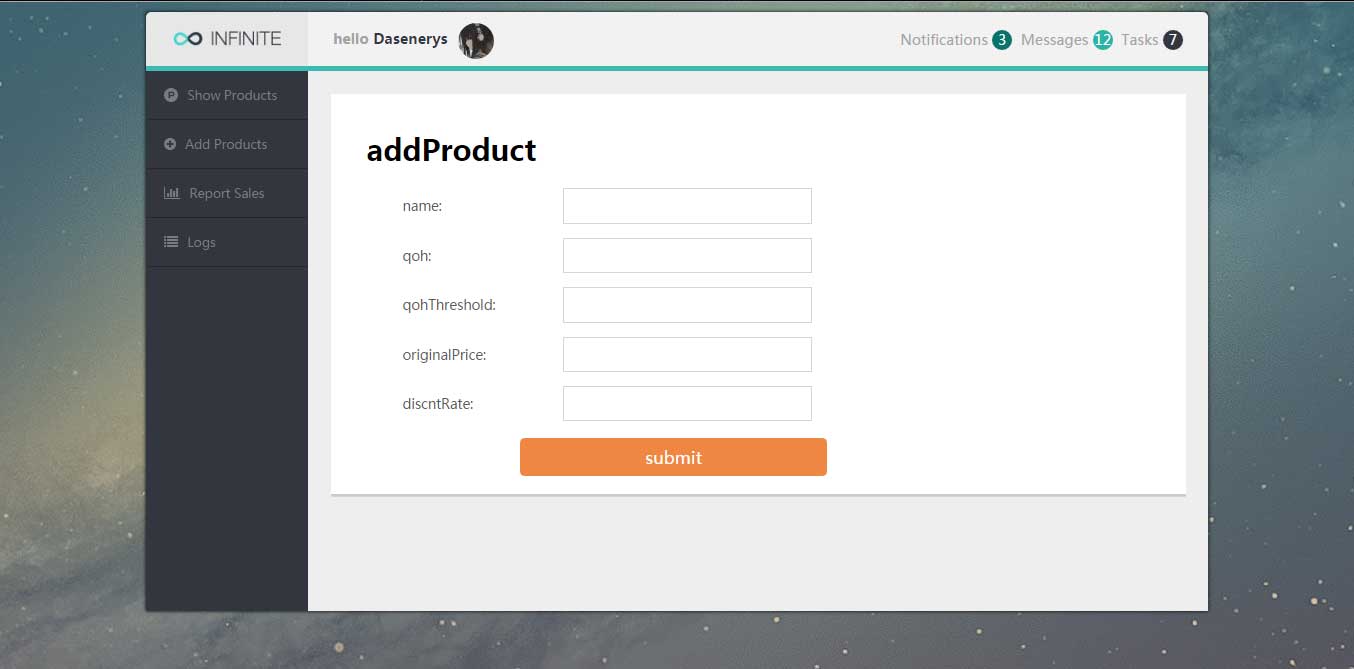 INFINITE
hello Dasenerys
Notifications 3 Messages 12 Tasks 7
P Show Products
Add Products
Report Sales
Logs
addProduct
name:
qoh:
qohThreshold:
originalPrice:
discntRate:
submit